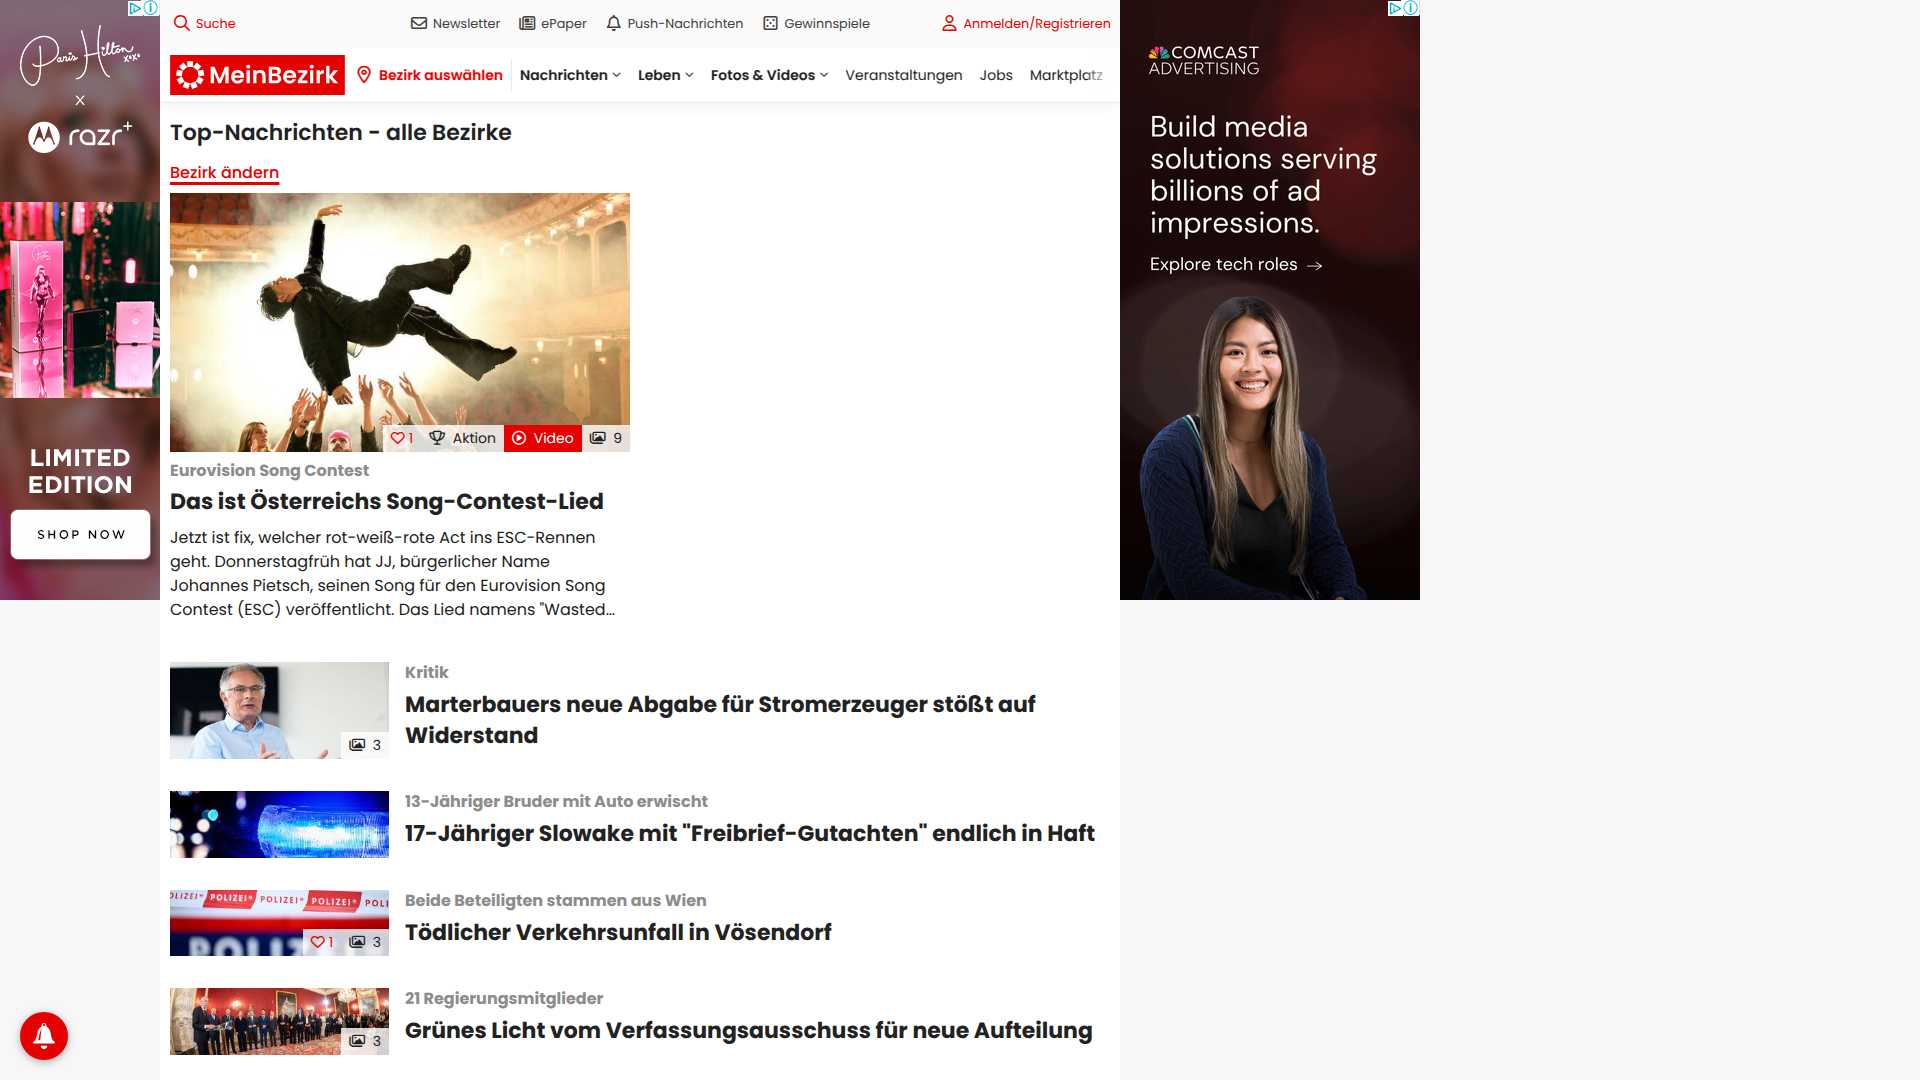 Suche
Newsletter
ePaper
Push-Nachrichten
Gewinnspiele
Anmelden/Registrieren
MeinBezirk
Bezirk auswählen
Nachrichten
Leben
Fotos & Videos
Veranstaltungen
Jobs
Marktplatz
Paris Hilton
xoxo
X
razr+
LIMITED
EDITION
SHOP NOW
Top-Nachrichten - alle Bezirke
Bezirk ändern
1
Aktion
Video
9
Eurovision Song Contest
Das ist Österreichs Song-Contest-Lied
Jetzt ist fix, welcher rot-weiß-rote Act ins ESC-Rennen
geht. Donnerstagfrüh hat JJ, bürgerlicher Name
Johannes Pietsch, seinen Song für den Eurovision Song
Contest (ESC) veröffentlicht. Das Lied namens "Wasted...
3
Kritik
Marterbauers neue Abgabe für Stromerzeuger stößt auf
Widerstand
13-Jähriger Bruder mit Auto erwischt
17-Jähriger Slowake mit "Freibrief-Gutachten" endlich in Haft
POLIZEI POLIZEI POLIZEI POLIZEI
POLIZEI
1
3
Beide Beteiligten stammen aus Wien
Tödlicher Verkehrsunfall in Vösendorf
3
21 Regierungsmitglieder
Grünes Licht vom Verfassungsausschuss für neue Aufteilung
COMCAST
ADVERTISING
Build media
solutions serving
billions of ad
impressions.
Explore tech roles →